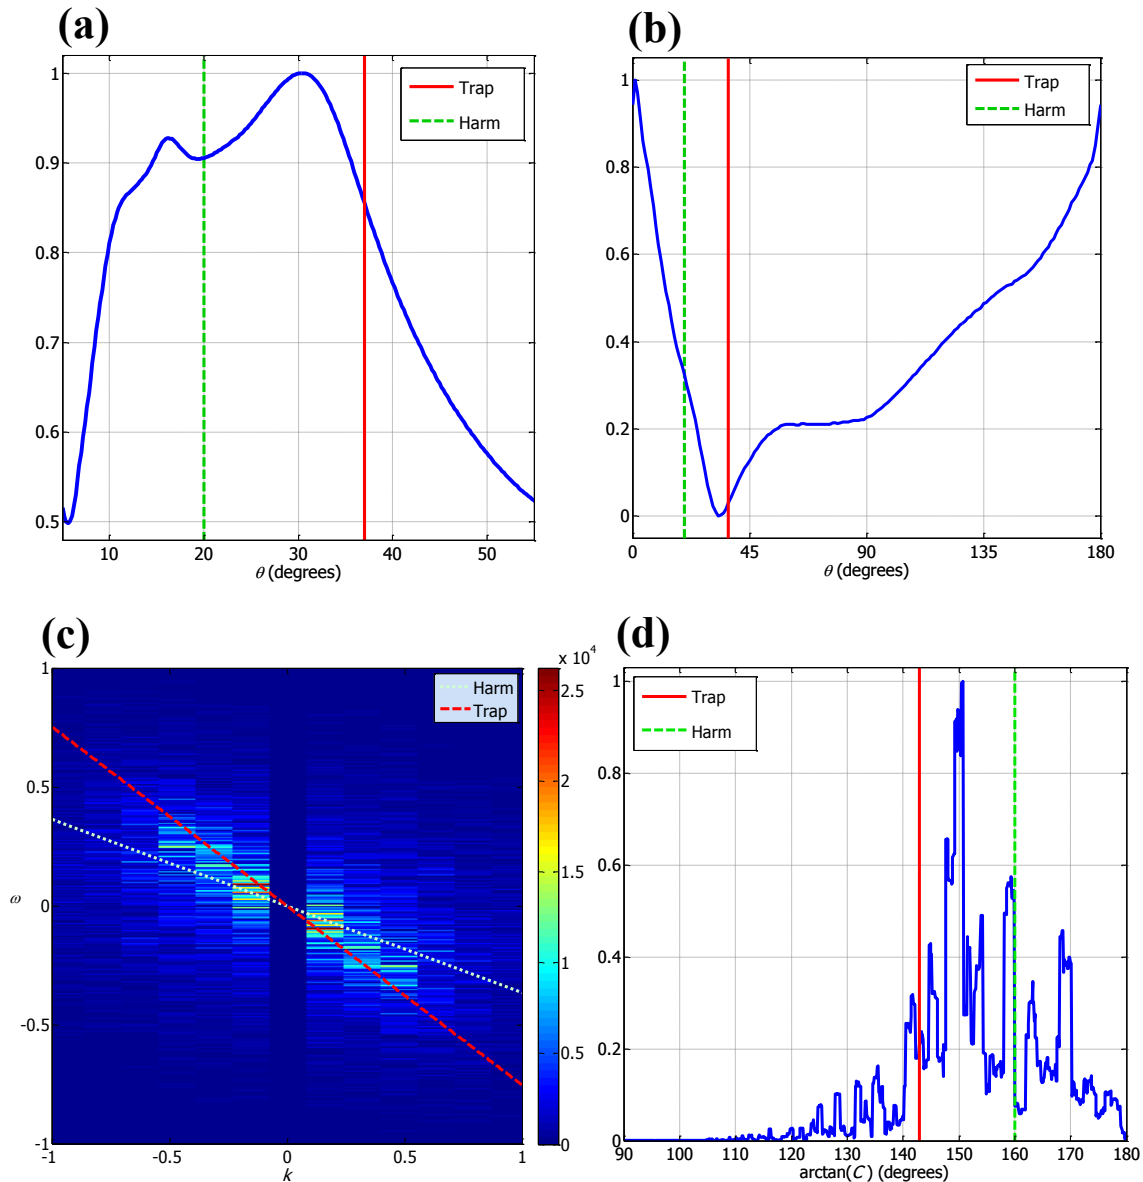 (a)
1
0.9
0.8
0.7
0.6
0.5
10 20 30 40 50
θ (degrees)
Trap
Harm
(b)
1
0.8
0.6
0.4
0.2
0
0 45 90 135 180
θ (degrees)
Trap
Harm
(c)
1
0.5
0
-0.5
-1
ω
-1 -0.5 0 0.5 1
k
Harm
Trap
x 10^4
2.5
2
1.5
1
0.5
0
(d)
1
0.8
0.6
0.4
0.2
0
90 100 110 120 130 140 150 160 170 180
arctan(C) (degrees)
Trap
Harm